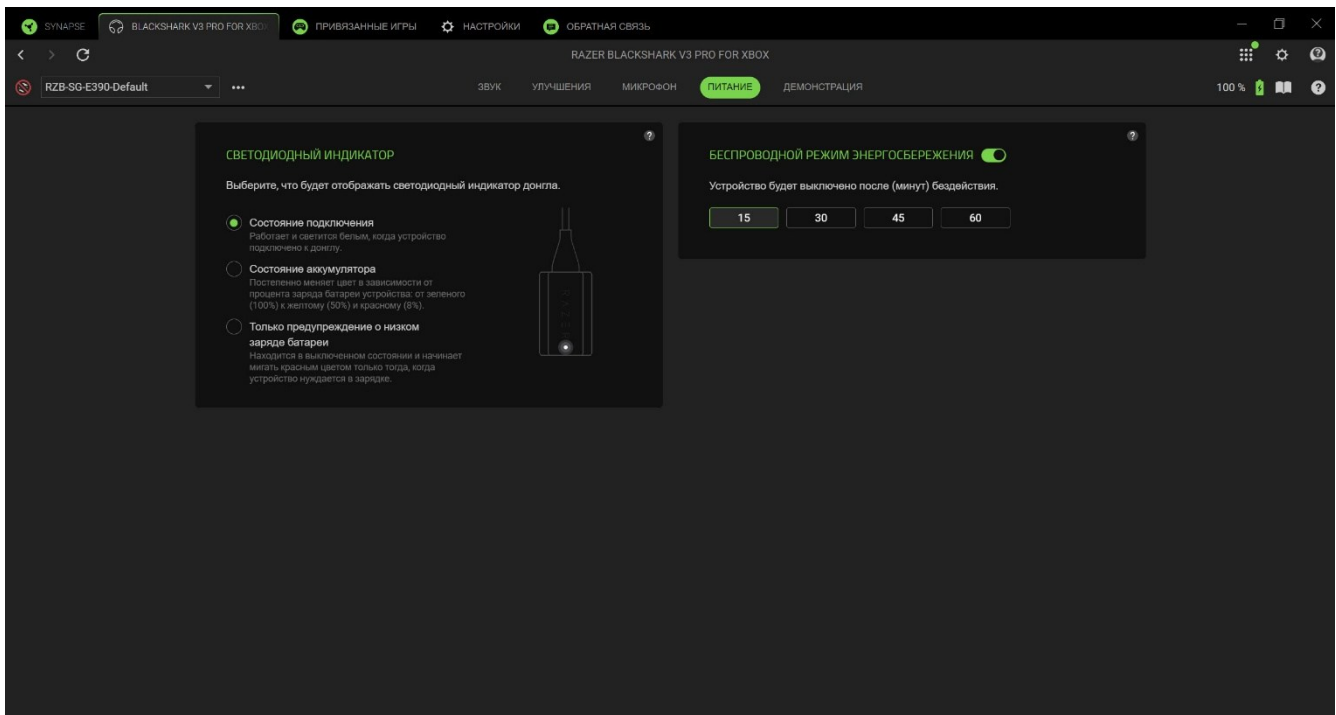 SYNAPSE
BLACKSHARK V3 PRO FOR XBOX
ПРИВЯЗАННЫЕ ИГРЫ
НАСТРОЙКИ
ОБРАТНАЯ СВЯЗЬ
RAZER BLACKSHARK V3 PRO FOR XBOX
RZB-SG-E390-Default
ЗВУК
УЛУЧШЕНИЯ
МИКРОФОН
ПИТАНИЕ
ДЕМОНСТРАЦИЯ
100 %
СВЕТОДИОДНЫЙ ИНДИКАТОР
Выберите, что будет отображать светодиодный индикатор донгла.
Состояние подключения
Работает и светится белым, когда устройство
подключено к донглу.
Состояние аккумулятора
Постепенно меняет цвет в зависимости от
процента заряда батареи устройства: от зеленого
(100%) к желтому (50%) и красному (8%).
Только предупреждение о низком
заряде батареи
Находится в выключенном состоянии и начинает
мигать красным цветом только тогда, когда
устройство нуждается в зарядке.
RAZER
БЕСПРОВОДНОЙ РЕЖИМ ЭНЕРГОСБЕРЕЖЕНИЯ
Устройство будет выключено после (минут) бездействия.
15 30 45 60